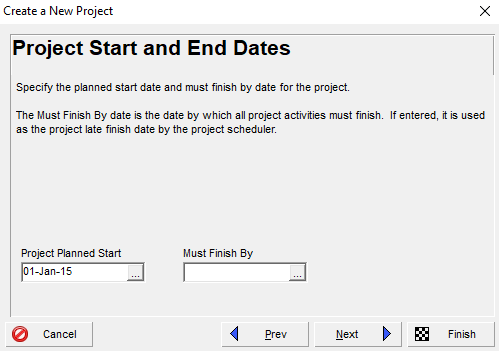 Create a New Project
Project Start and End Dates
Specify the planned start date and must finish by date for the project.
The Must Finish By date is the date by which all project activities must finish.  If entered, it is used
as the project late finish date by the project scheduler.
Project Planned Start
Must Finish By
01-Jan-15
...
...
Cancel
Prev
Next
Finish